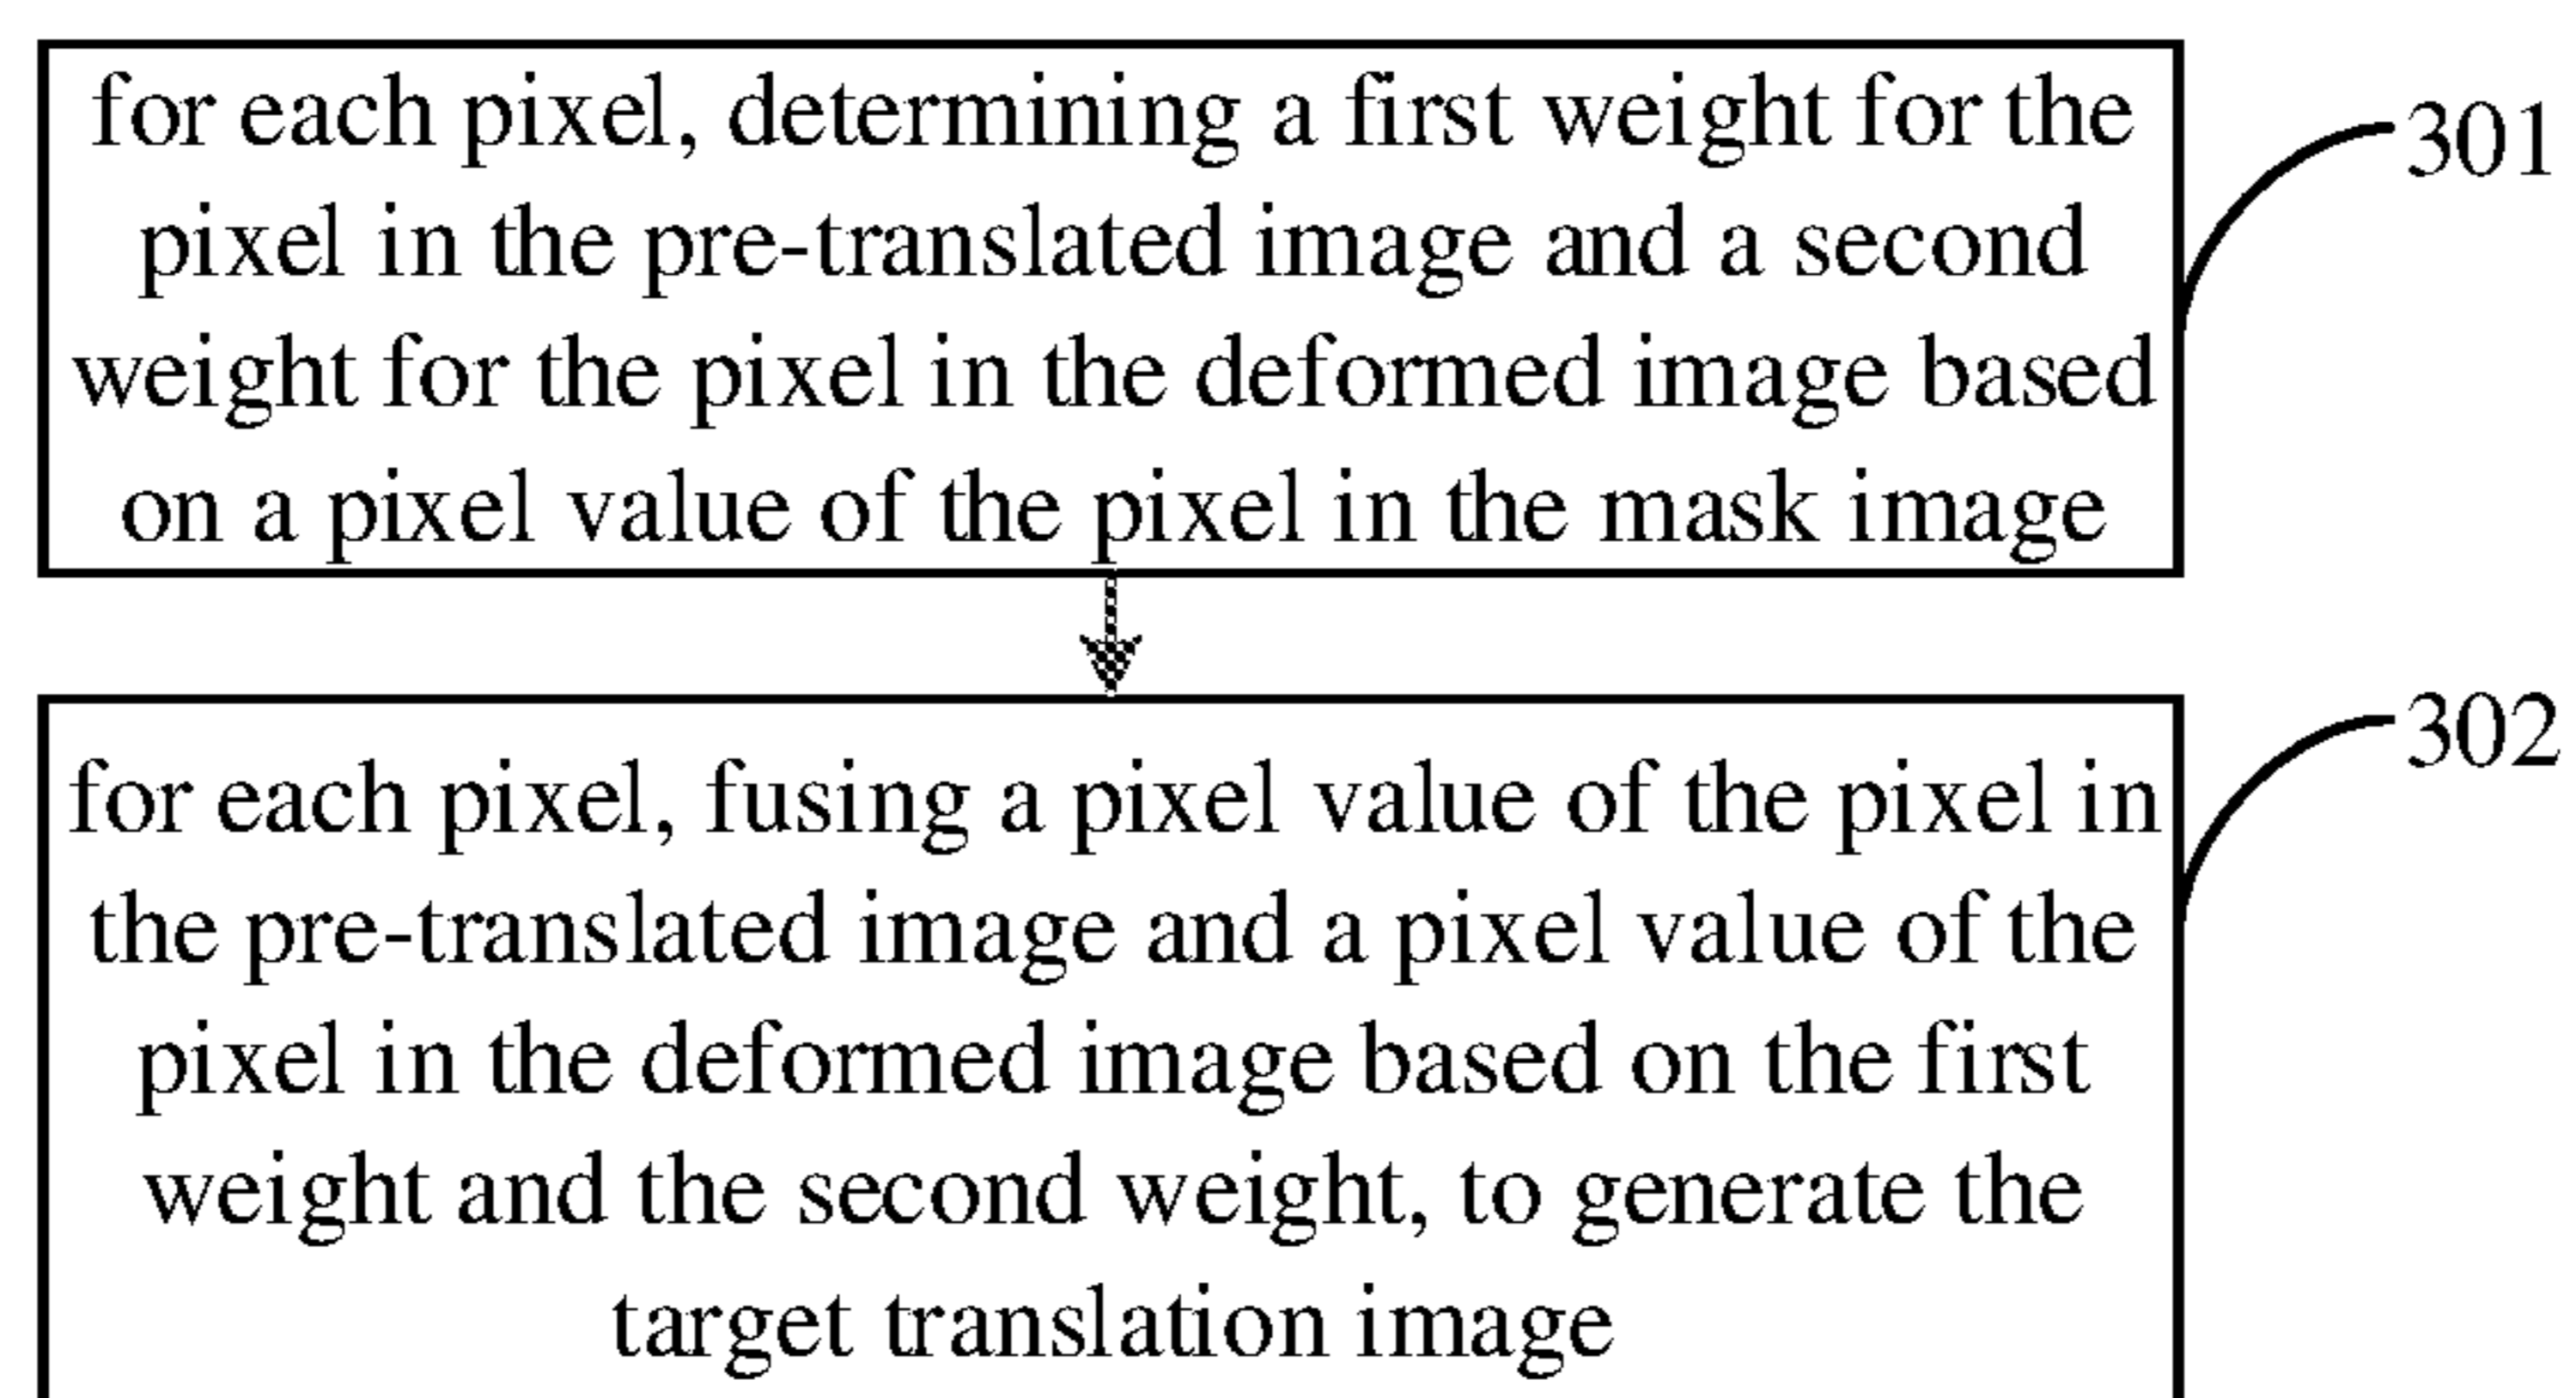 for each pixel, determining a first weight for the
pixel in the pre-translated image and a second
weight for the pixel in the deformed image based
on a pixel value of the pixel in the mask image
301
for each pixel, fusing a pixel value of the pixel in
the pre-translated image and a pixel value of the
pixel in the deformed image based on the first
weight and the second weight, to generate the
target translation image
302